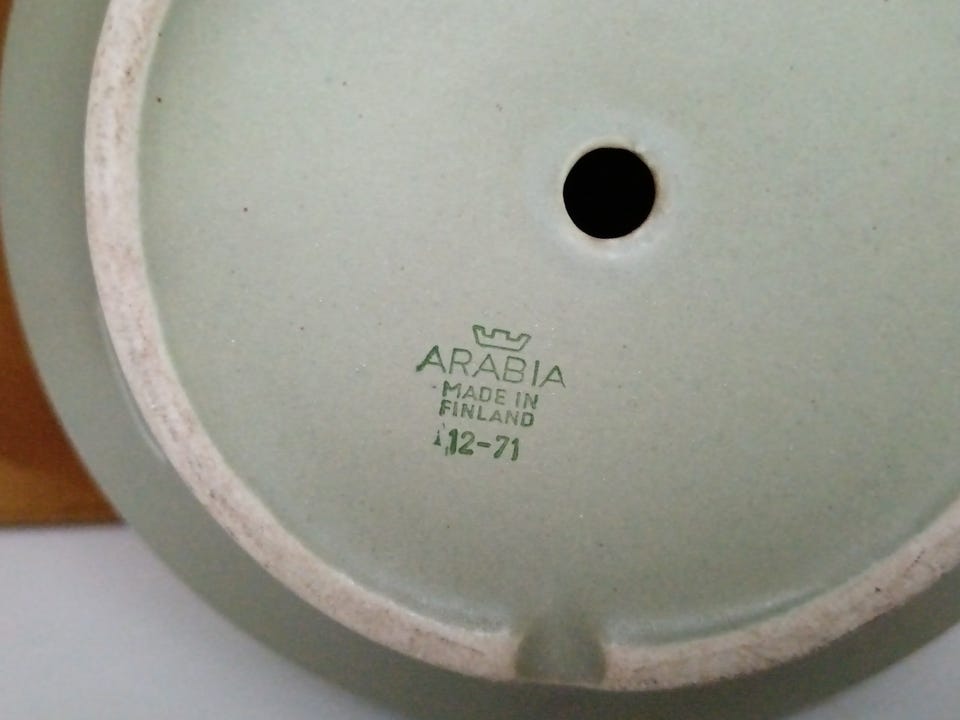 ARABIA
MADE IN
FINLAND
12-71